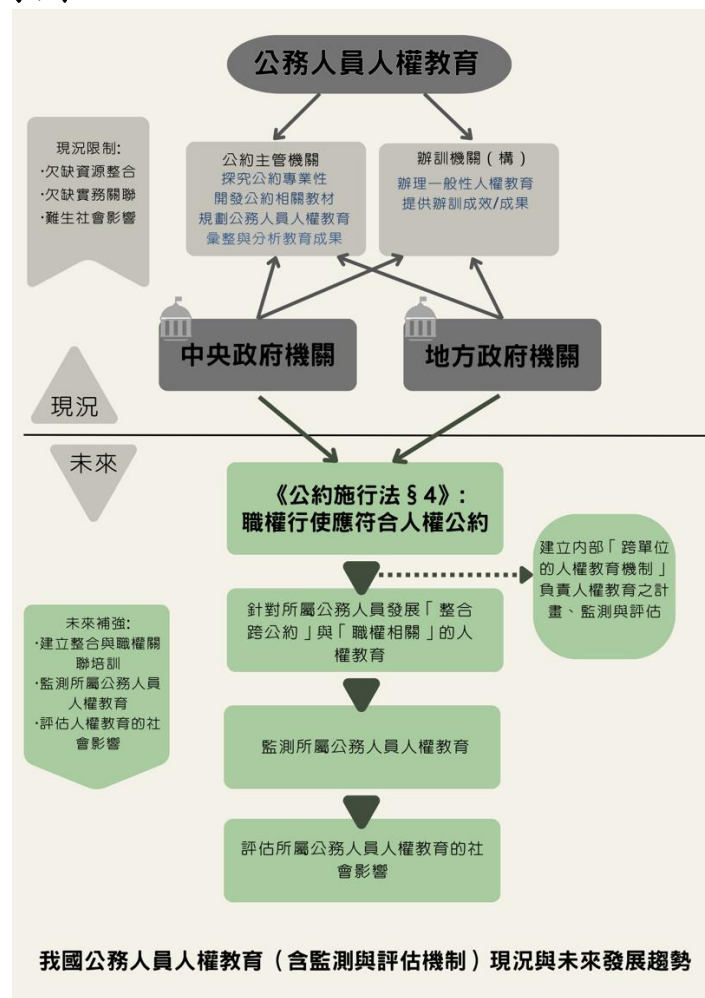 公務人員人權教育
現況限制:
·欠缺資源整合
·欠缺實務關聯
·難生社會影響
公約主管機關
探究公約專業性
開發公約相關教材
規劃公務人員人權教育
彙整與分析教育成果
辦訓機關（構）
辦理一般性人權教育
提供辦訓成效/成果
中央政府機關
地方政府機關
現況
未來
《公約施行法§4》:
職權行使應符合人權公約
建立內部「跨單位
的人權教育機制」
負責人權教育之計
畫、監測與評估
針對所屬公務人員發展「整合
跨公約」與「職權相關」的人
權教育
未來補強:
·建立整合與職權關
聯培訓
·監測所屬公務人員
人權教育
·評估人權教育的社
會影響
監測所屬公務人員人權教育
評估所屬公務人員人權教育的社
會影響
我國公務人員人權教育（含監測與評估機制）現況與未來發展趨勢